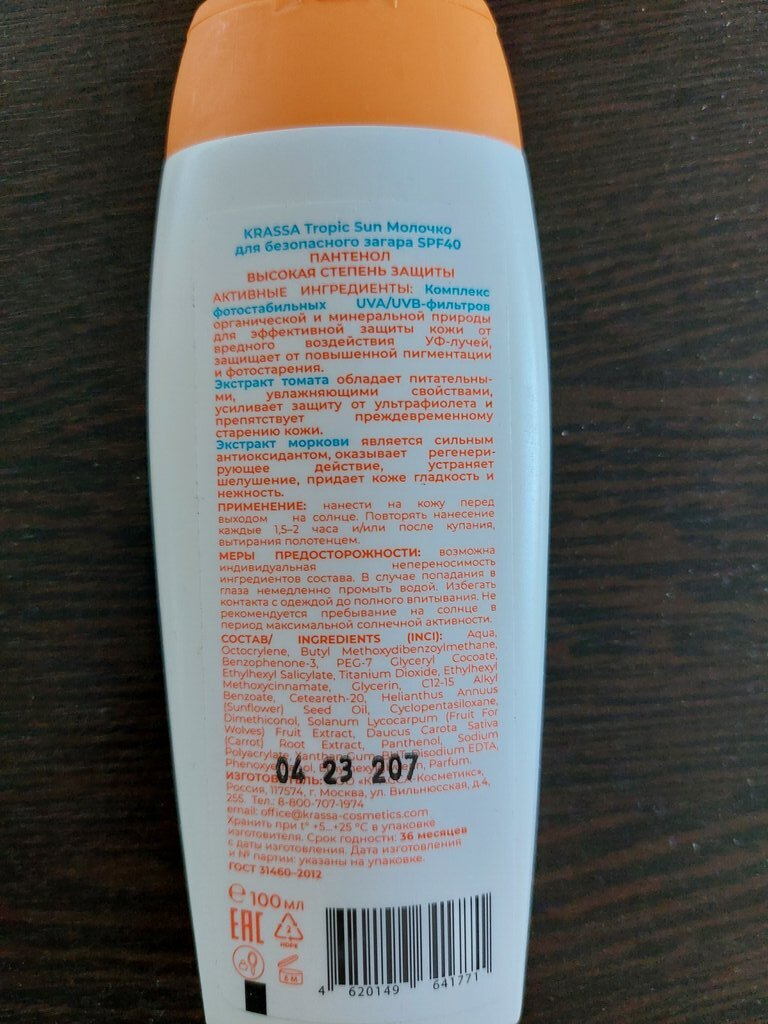 KRASSA Tropic Sun Молочко
для безопасного загара SPF40
ПАНТЕНОЛ
ВЫСОКАЯ СТЕПЕНЬ ЗАЩИТЫ
АКТИВНЫЕ ИНГРЕДИЕНТЫ: Комплекс
фотостабильных UVA/UVB-фильтров
органической и минеральной природы
для эффективной защиты кожи от
вредного воздействия УФ-лучей,
защищает от повышенной пигментации
и фотостарения.
Экстракт томата обладает питательны-
ми, увлажняющими свойствами,
усиливает защиту от ультрафиолета и
препятствует преждевременному
старению кожи.
Экстракт моркови является сильным
антиоксидантом, оказывает регенери-
рующее действие, устраняет
шелушение, придает коже гладкость и
нежность.
ПРИМЕНЕНИЕ: нанести на кожу перед
выходом на солнце. Повторять нанесение
каждые 1,5–2 часа и/или после купания,
вытирания полотенцем.
МЕРЫ ПРЕДОСТОРОЖНОСТИ: возможна
индивидуальная непереносимость
ингредиентов состава. В случае попадания в
глаза немедленно промыть водой. Избегать
контакта с одеждой до полного впитывания. Не
рекомендуется пребывание на солнце в
период максимальной солнечной активности.
СОСТАВ/ INGREDIENTS (INCI): Aqua,
Octocrylene, Butyl Methoxydibenzoylmethane,
Benzophenone-3, PEG-7 Glyceryl Cocoate,
Ethylhexyl Salicylate, Titanium Dioxide, Ethylhexyl
Methoxycinnamate, Glycerin, C12-15 Alkyl
Benzoate, Ceteareth-20, Helianthus Annuus
(Sunflower) Seed Oil, Cyclopentasiloxane,
Dimethiconol, Solanum Lycocarpum (Fruit For
Wolves) Fruit Extract, Daucus Carota Sativa
(Carrot) Root Extract, Panthenol, Sodium
Polyacrylate, Xanthan Gum, BHT, Disodium EDTA,
Parfum.
04 23 207
Косметикс»,
Россия, 117574, г. Москва, ул. Вильнюсская, д.4,
255. Тел.: 8-800-707-1974
email: office@krassa-cosmetics.com
Хранить при t° +5...+25 °C в упаковке
изготовителя. Срок годности: 36 месяцев
с даты изготовления. Дата изготовления
и № партии: указаны на упаковке.
ГОСТ 31460-2012
℮ 100 мл
EAC
2
HDPE
6 M
4 620149 641771